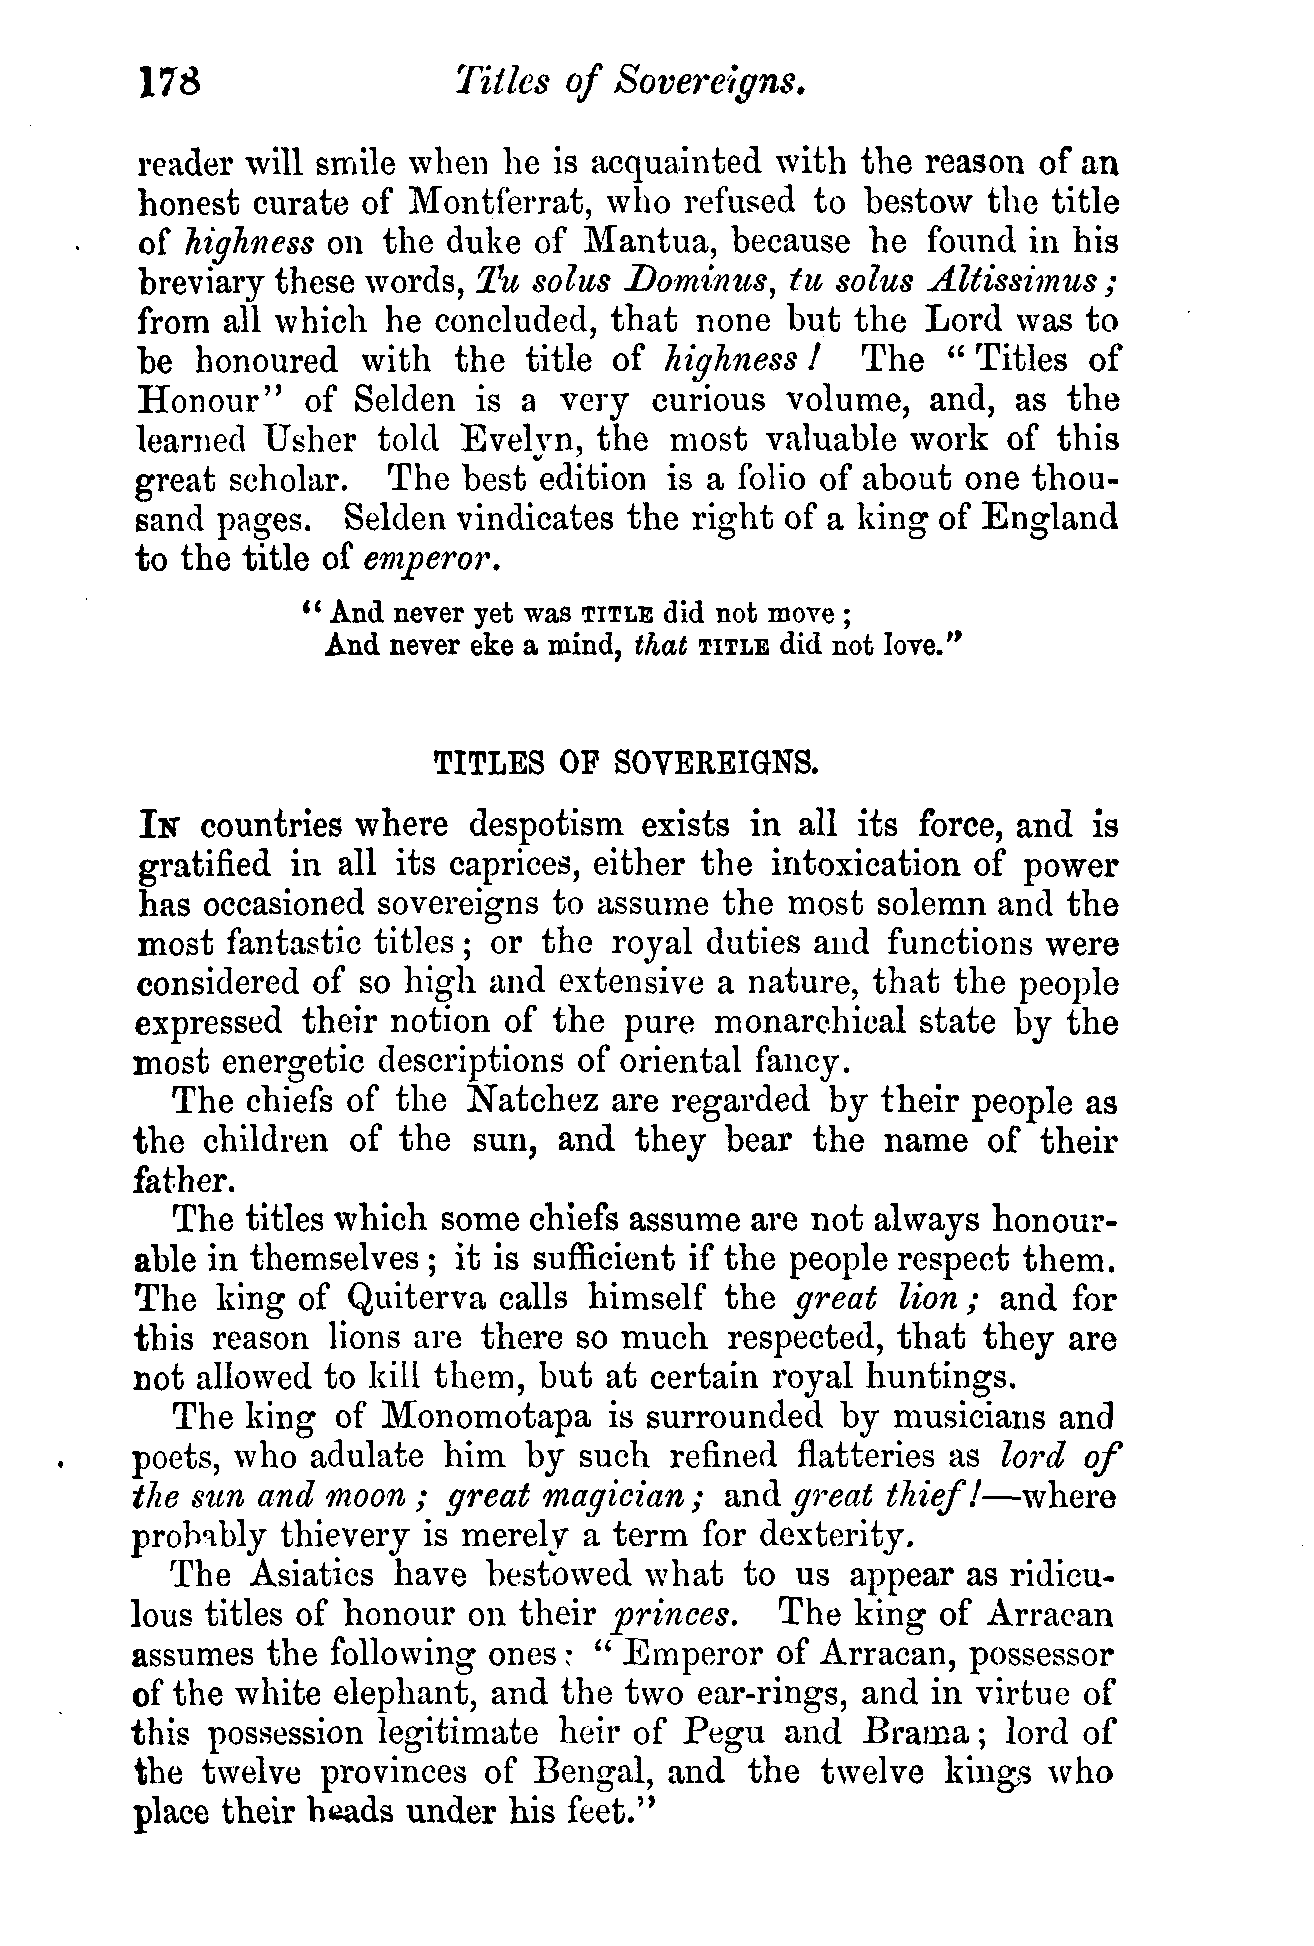 178 Titles of Sovereigns.
reader will smile when he is acquainted with the reason of an
honest curate of Montferrat, who refused to bestow the title
of highness on the duke of Mantua, because he found in his
breviary these words, Tu solus Dominus, tu solus Altissimus;
from all which he concluded, that none but the Lord was to
be honoured with the title of highness! The “Titles of
Honour” of Selden is a very curious volume, and, as the
learned Usher told Evelyn, the most valuable work of this
great scholar. The best edition is a folio of about one thou-
sand pages. Selden vindicates the right of a king of England
to the title of emperor.
“And never yet was TITLE did not move;
And never eke a mind, that TITLE did not love.”
TITLES OF SOVEREIGNS.
IN countries where despotism exists in all its force, and is
gratified in all its caprices, either the intoxication of power
has occasioned sovereigns to assume the most solemn and the
most fantastic titles; or the royal duties and functions were
considered of so high and extensive a nature, that the people
expressed their notion of the pure monarchical state by the
most energetic descriptions of oriental fancy.
The chiefs of the Natchez are regarded by their people as
the children of the sun, and they bear the name of their
father.
The titles which some chiefs assume are not always honour-
able in themselves; it is sufficient if the people respect them.
The king of Quiterva calls himself the great lion; and for
this reason lions are there so much respected, that they are
not allowed to kill them, but at certain royal huntings.
The king of Monomotapa is surrounded by musicians and
poets, who adulate him by such refined flatteries as lord of
the sun and moon; great magician; and great thief!—where
probably thievery is merely a term for dexterity.
The Asiatics have bestowed what to us appear as ridicu-
lous titles of honour on their princes. The king of Arracan
assumes the following ones: “Emperor of Arracan, possessor
of the white elephant, and the two ear-rings, and in virtue of
this possession legitimate heir of Pegu and Brama; lord of
the twelve provinces of Bengal, and the twelve kings who
place their heads under his feet.”